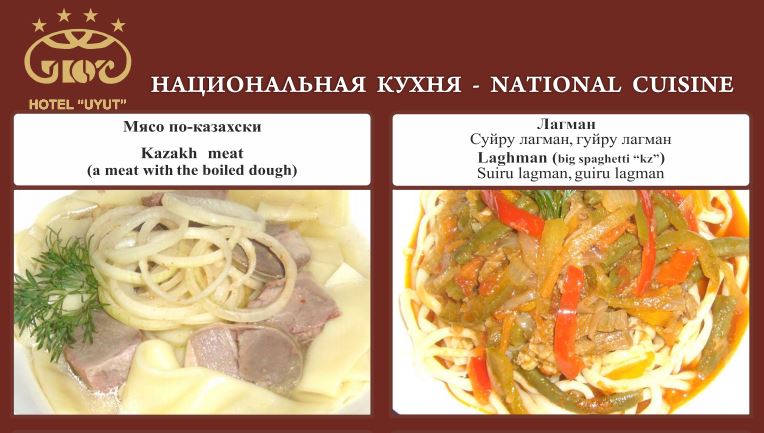 НАЦИОНАЛЬНАЯ КУХНЯ - NATIONAL CUISINE
HOTEL "UYUT"
Мясо по-казахски
Kazakh meat
(a meat with the boiled dough)
Лагман
Суйру лагман, гуйру лагман
Laghman (big spaghetti “kz”)
Suiru lagman, guiru lagman